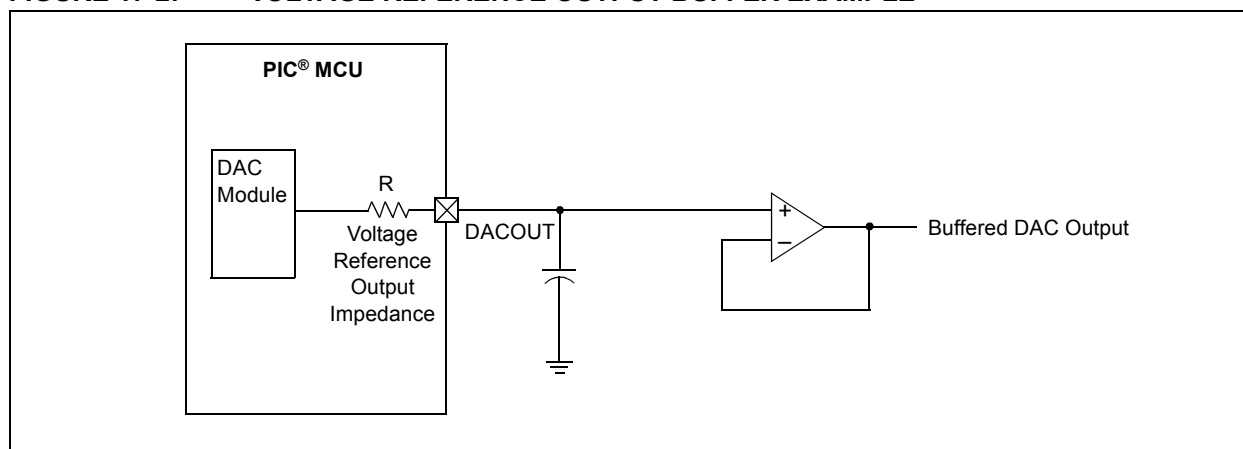 PIC® MCU
DAC
Module
R
Voltage
Reference
Output
Impedance
DACOUT
+
–
Buffered DAC Output